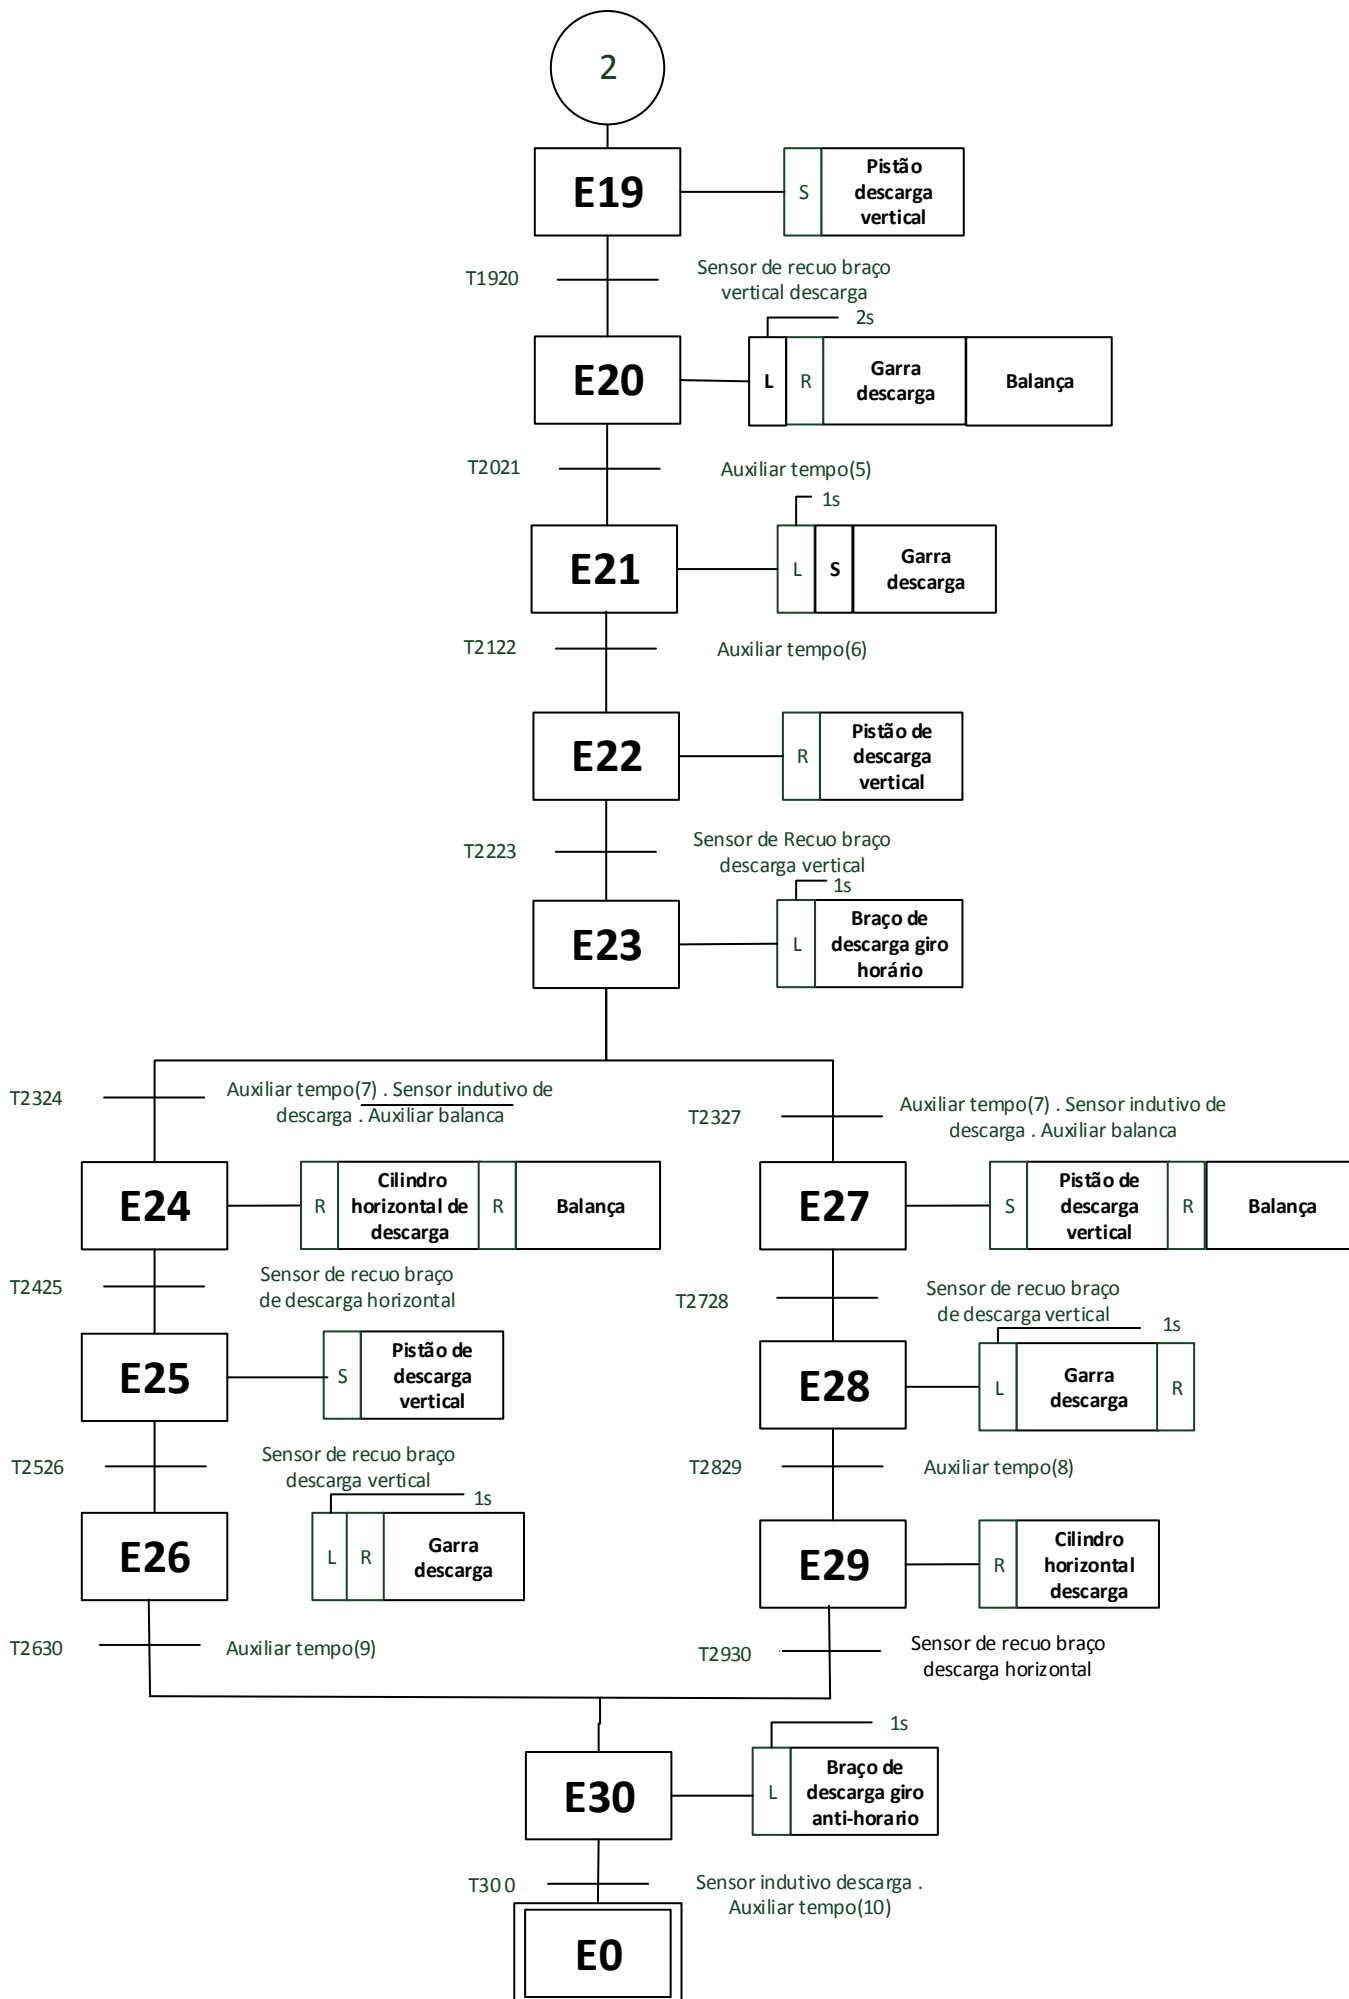 2
E19
S
Pistão
descarga
vertical
T1920
Sensor de recuo braço
vertical descarga
2s
E20
L
R
Garra
descarga
Balança
T2021
Auxiliar tempo(5)
1s
E21
L
S
Garra
descarga
T2122
Auxiliar tempo(6)
E22
R
Pistão de
descarga
vertical
T2223
Sensor de Recuo braço
descarga vertical
1s
E23
L
Braço de
descarga giro
horário
T2324
Auxiliar tempo(7) . Sensor indutivo de
descarga . Auxiliar balanca
T2327
Auxiliar tempo(7) . Sensor indutivo de
descarga . Auxiliar balanca
E24
R
Cilindro
horizontal de
descarga
R
Balança
E27
S
Pistão de
descarga
vertical
R
Balança
T2425
Sensor de recuo braço
de descarga horizontal
T2728
Sensor de recuo braço
de descarga vertical
1s
E25
S
Pistão de
descarga
vertical
E28
L
Garra
descarga
R
T2526
Sensor de recuo braço
descarga vertical
1s
T2829
Auxiliar tempo(8)
E26
L
R
Garra
descarga
E29
R
Cilindro
horizontal
descarga
T2630
Auxiliar tempo(9)
T2930
Sensor de recuo braço
descarga horizontal
1s
E30
L
Braço de
descarga giro
anti-horario
T300
Sensor indutivo descarga .
Auxiliar tempo(10)
E0